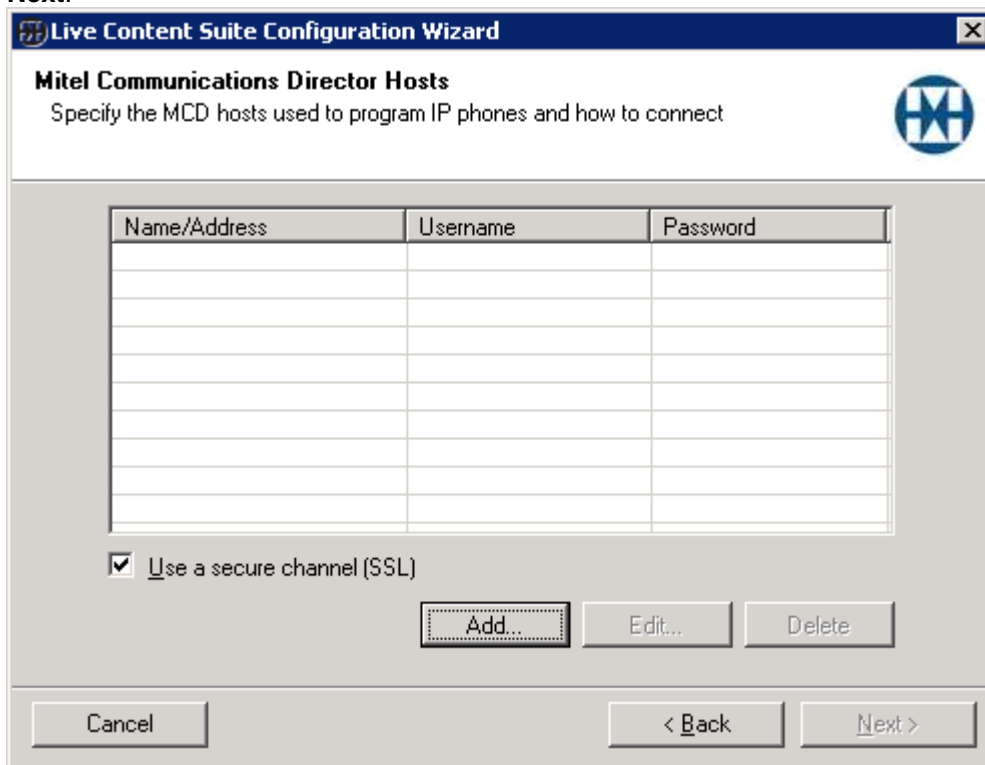 Next.
Live Content Suite Configuration Wizard
Mitel Communications Director Hosts
Specify the MCD hosts used to program IP phones and how to connect
Name/Address Username Password
Use a secure channel (SSL)
Add... Edit... Delete
Cancel < Back Next >